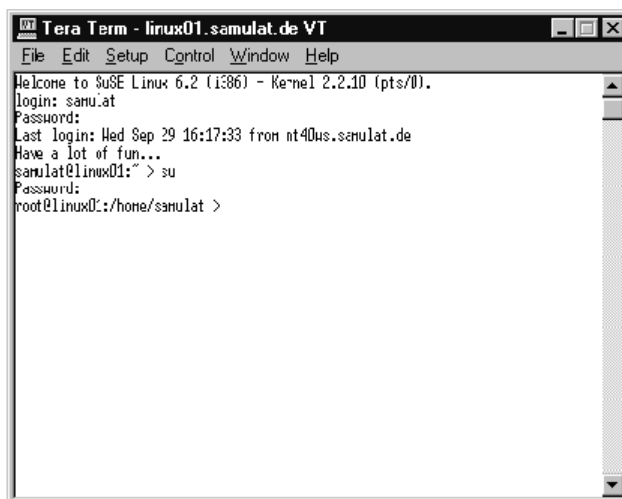 Tera Term - linux01.samulat.de VT
File Edit Setup Control Window Help
Welcome to SuSE Linux 6.2 (i386) - Kernel 2.2.10 (pts/0).
login: samulat
Password:
Last login: Wed Sep 29 16:17:33 from nt40ws.samulat.de
Have a lot of fun...
samulat@linux01:~ > su
Password:
root@linux01:/home/samulat >